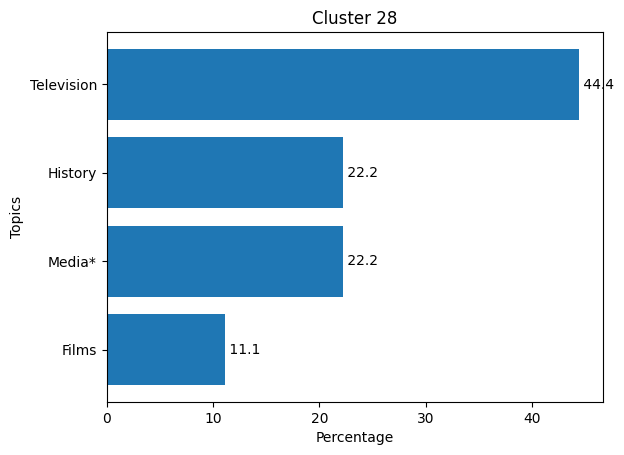 Cluster 28
Topics
Television
44.4
History
22.2
Media*
22.2
Films
11.1
0 10 20 30 40
Percentage